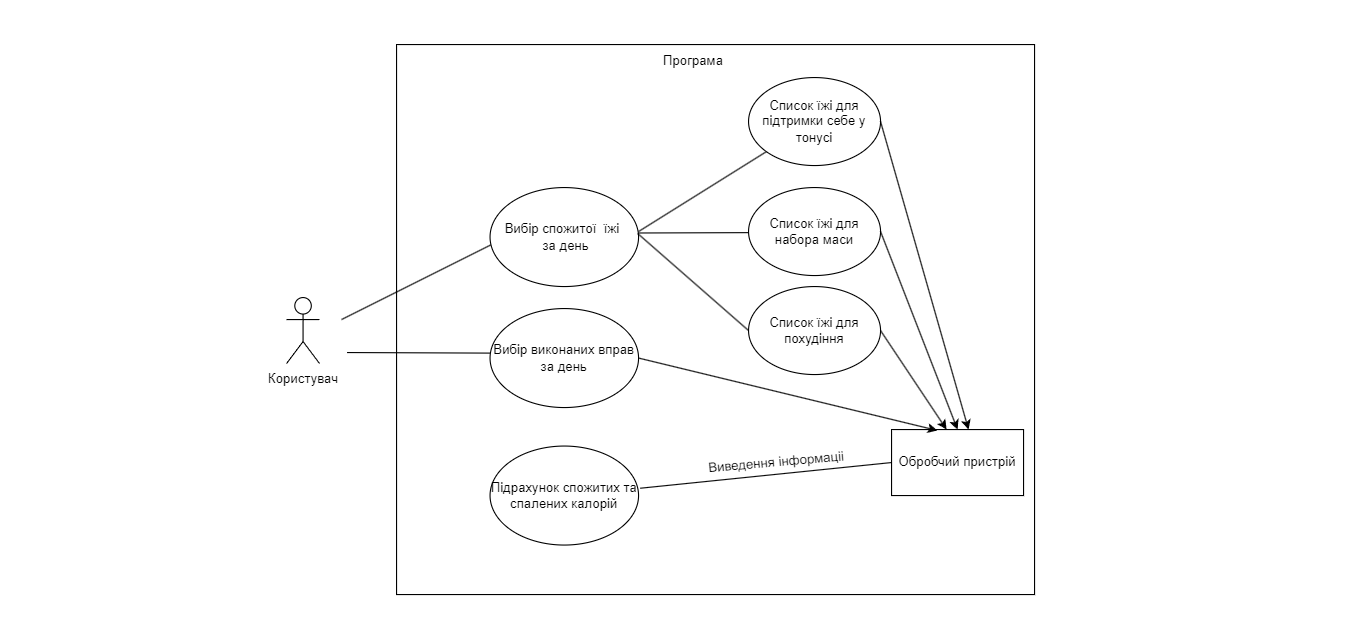 Програма
Список їжі для
підтримки себе у
тонусі
Вибір спожитої їжі
за день
Список їжі для
набора маси
Список їжі для
похудіння
Користувач
Вибір виконаних вправ
за день
Виведення інформаціі
Обробчий пристрій
Підрахунок спожитих та
спалених калорій